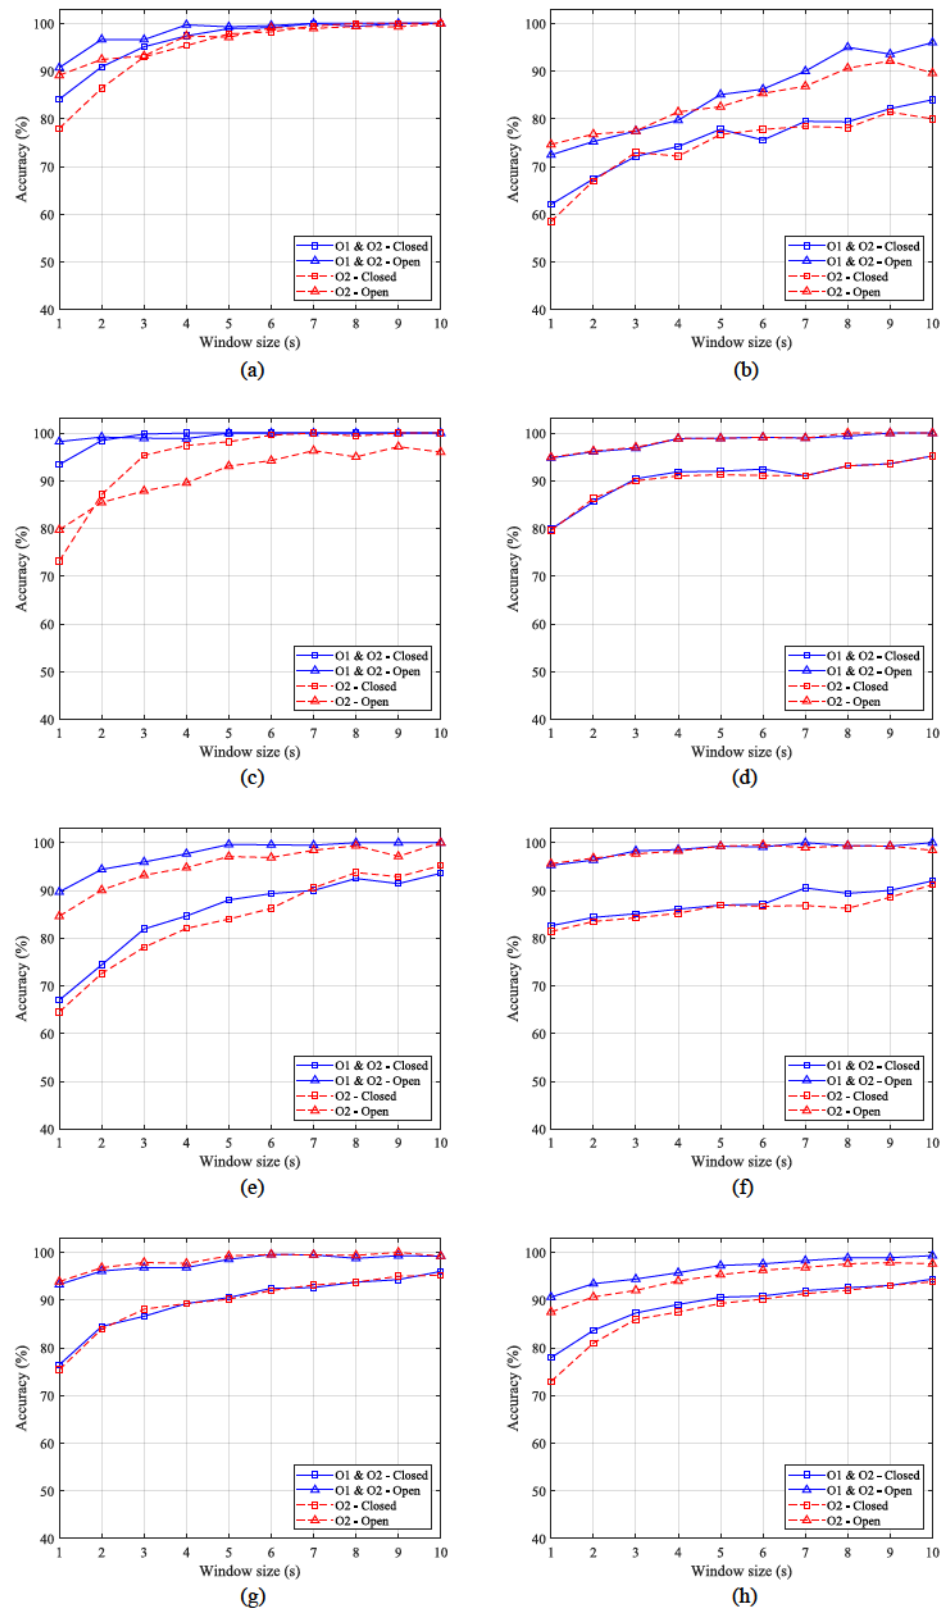 100
90
80
70
60
50
40
Accuracy (%)
O1 & O2 - Closed
O1 & O2 - Open
O2 - Closed
O2 - Open
1 2 3 4 5 6 7 8 9 10
Window size (s)
(a)
100
90
80
70
60
50
40
Accuracy (%)
O1 & O2 - Closed
O1 & O2 - Open
O2 - Closed
O2 - Open
1 2 3 4 5 6 7 8 9 10
Window size (s)
(b)
100
90
80
70
60
50
40
Accuracy (%)
O1 & O2 - Closed
O1 & O2 - Open
O2 - Closed
O2 - Open
1 2 3 4 5 6 7 8 9 10
Window size (s)
(c)
100
90
80
70
60
50
40
Accuracy (%)
O1 & O2 - Closed
O1 & O2 - Open
O2 - Closed
O2 - Open
1 2 3 4 5 6 7 8 9 10
Window size (s)
(d)
100
90
80
70
60
50
40
Accuracy (%)
O1 & O2 - Closed
O1 & O2 - Open
O2 - Closed
O2 - Open
1 2 3 4 5 6 7 8 9 10
Window size (s)
(e)
100
90
80
70
60
50
40
Accuracy (%)
O1 & O2 - Closed
O1 & O2 - Open
O2 - Closed
O2 - Open
1 2 3 4 5 6 7 8 9 10
Window size (s)
(f)
100
90
80
70
60
50
40
Accuracy (%)
O1 & O2 - Closed
O1 & O2 - Open
O2 - Closed
O2 - Open
1 2 3 4 5 6 7 8 9 10
Window size (s)
(g)
100
90
80
70
60
50
40
Accuracy (%)
O1 & O2 - Closed
O1 & O2 - Open
O2 - Closed
O2 - Open
1 2 3 4 5 6 7 8 9 10
Window size (s)
(h)